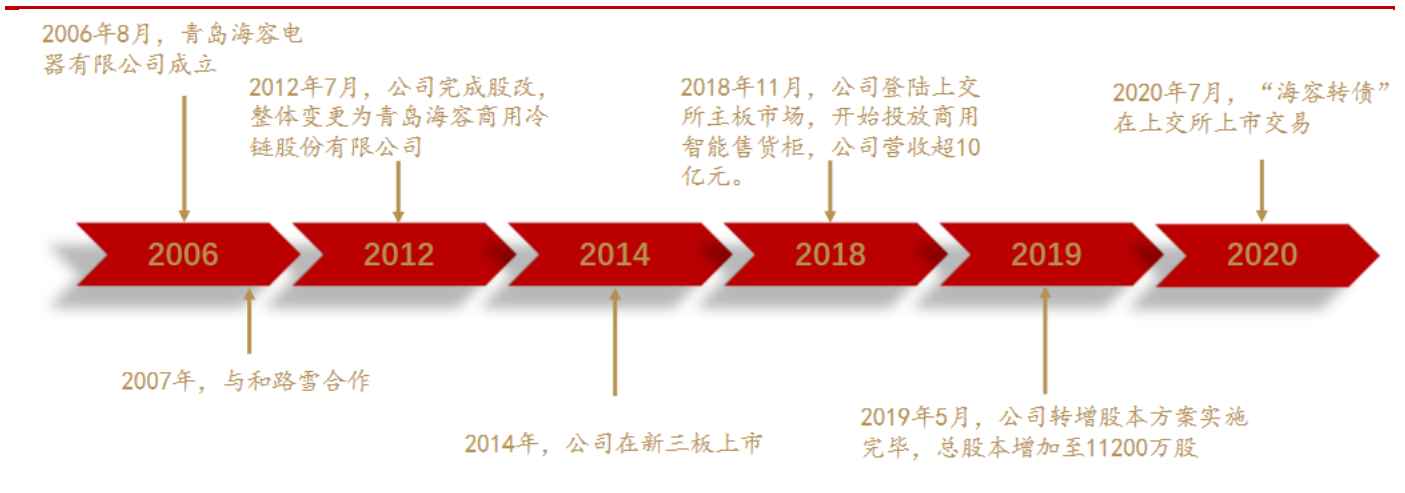 2006年8月，青岛海容电
器有限公司成立
2012年7月，公司完成股改，
整体变更为青岛海容商用冷
链股份有限公司
2018年11月，公司登陆上交
所主板市场，开始投放商用
智能售货柜，公司营收超10
亿元。
2020年7月，“海容转债”
在上交所上市交易
2006
2012
2014
2018
2019
2020
2007年，与和路雪合作
2014年，公司在新三板上市
2019年5月，公司转增股本方案实施
完毕，总股本增加至11200万股